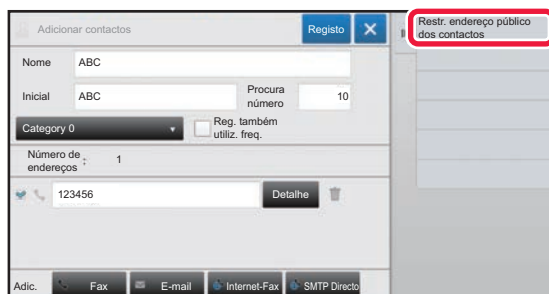 Adicionar contactos
Registo
Restr. endereço público
dos contactos
Nome
ABC
Inicial
ABC
Procura
número
10
Category 0
Reg. também
utiliz. freq.
Número de
endereços
:
1
123456
Detalhe
Adic.
Fax
E-mail
Internet-Fax
SMTP Directo